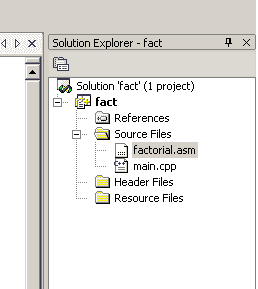 Solution Explorer - fact
Solution 'fact' (1 project)
fact
References
Source Files
factorial.asm
main.cpp
Header Files
Resource Files